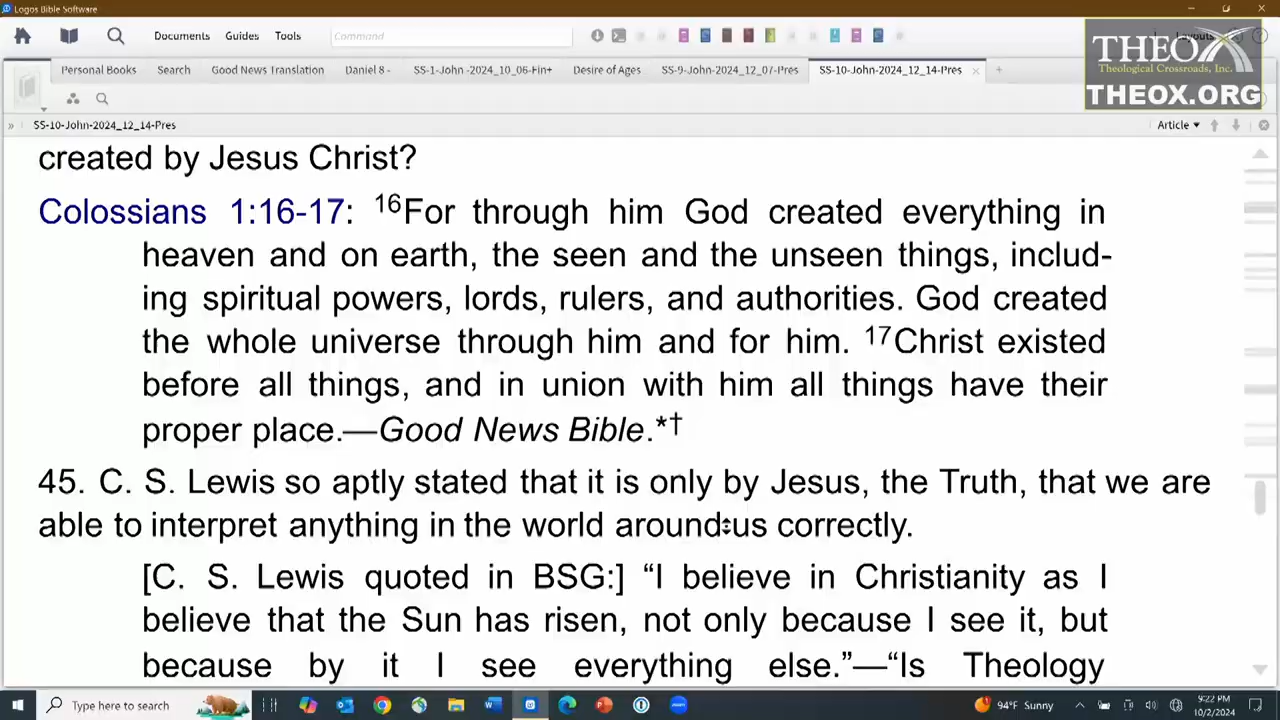 Logos Bible Software
Documents Guides Tools Command Layouts
THEOX
Theological Crossroads, Inc.
THEOX.ORG
Personal Books Search Good News Translation Daniel 8- SS-10-John-2024_12_14-Pres
Desire of Ages SS-9-John-2024_12_07-Pres
SS-10-John-2024_12_14-Pres Article
created by Jesus Christ?
Colossians 1:16-17: 16For through him God created everything in
heaven and on earth, the seen and the unseen things, includ-
ing spiritual powers, lords, rulers, and authorities. God created
the whole universe through him and for him. 17Christ existed
before all things, and in union with him all things have their
proper place.—Good News Bible.*†
45. C. S. Lewis so aptly stated that it is only by Jesus, the Truth, that we are
able to interpret anything in the world around us correctly.
[C. S. Lewis quoted in BSG:] “I believe in Christianity as I
believe that the Sun has risen, not only because I see it, but
because by it I see everything else.”—“Is Theology
Type here to search 94°F Sunny 9:22 PM
10/2/2024